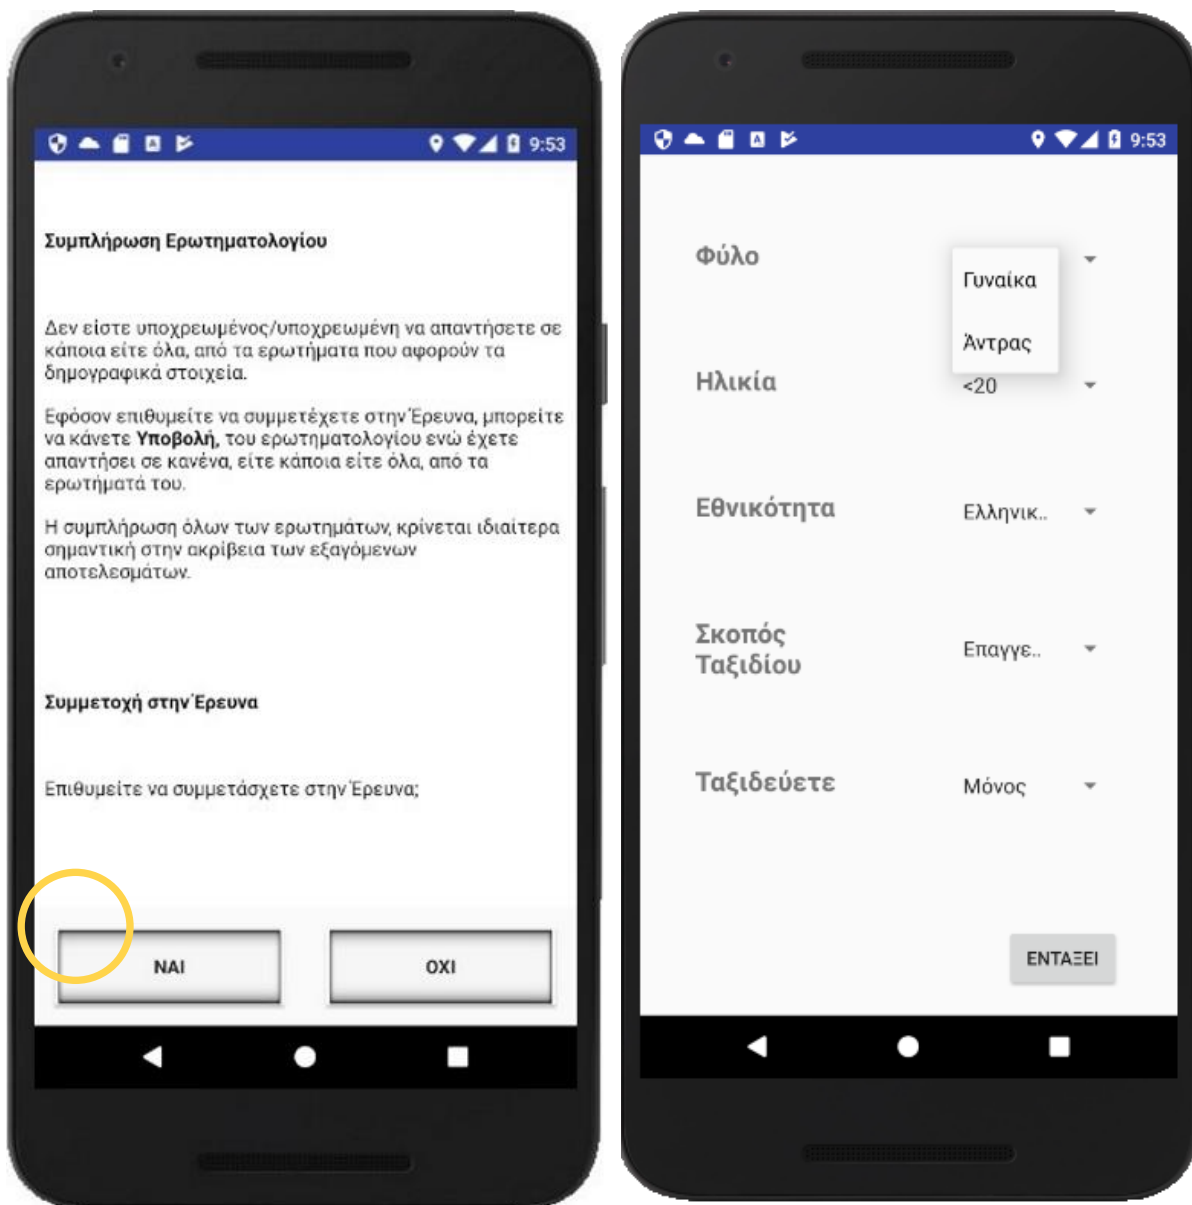 9:53
Συμπλήρωση Ερωτηματολογίου
Δεν είστε υποχρεωμένος/υποχρεωμένη να απαντήσετε σε
κάποια είτε όλα, από τα ερωτήματα που αφορούν τα
δημογραφικά στοιχεία.
Εφόσον επιθυμείτε να συμμετέχετε στην Έρευνα, μπορείτε
να κάνετε Υποβολή, του ερωτηματολογίου ενώ έχετε
απαντήσει σε κανένα, είτε κάποια είτε όλα, από τα
ερωτήματά του.
Η συμπλήρωση όλων των ερωτημάτων, κρίνεται ιδιαίτερα
σημαντική στην ακρίβεια των εξαγόμενων
αποτελεσμάτων.
Συμμετοχή στην Έρευνα
Επιθυμείτε να συμμετάσχετε στην Έρευνα;
ΝΑΙ
ΟΧΙ
9:53
Φύλο
Γυναίκα
Άντρας
Ηλικία
<20
Εθνικότητα
Ελληνικ..
Σκοπός
Ταξιδίου
Επαγγε..
Ταξιδεύετε
Μόνος
ΕΝΤΑΞΕΙ